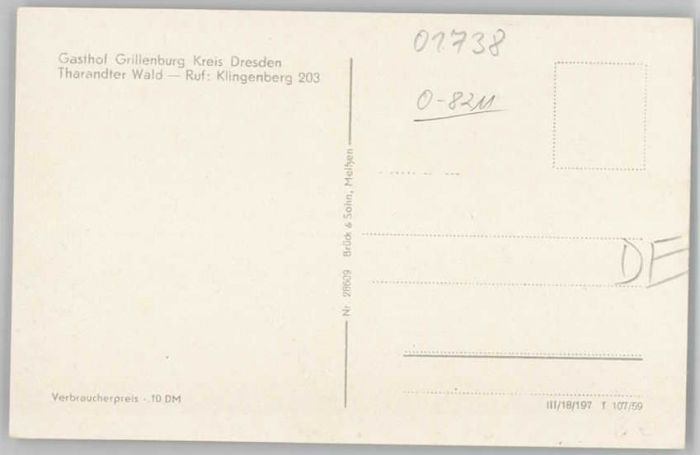 Gasthof Grillenburg Kreis Dresden
Tharandter Wald — Ruf: Klingenberg 203
01738
0-8211
Nr. 28609 Brück & Sohn, Meißen
DE
Verbraucherpreis -.10 DM
III/18/197 T 107/59